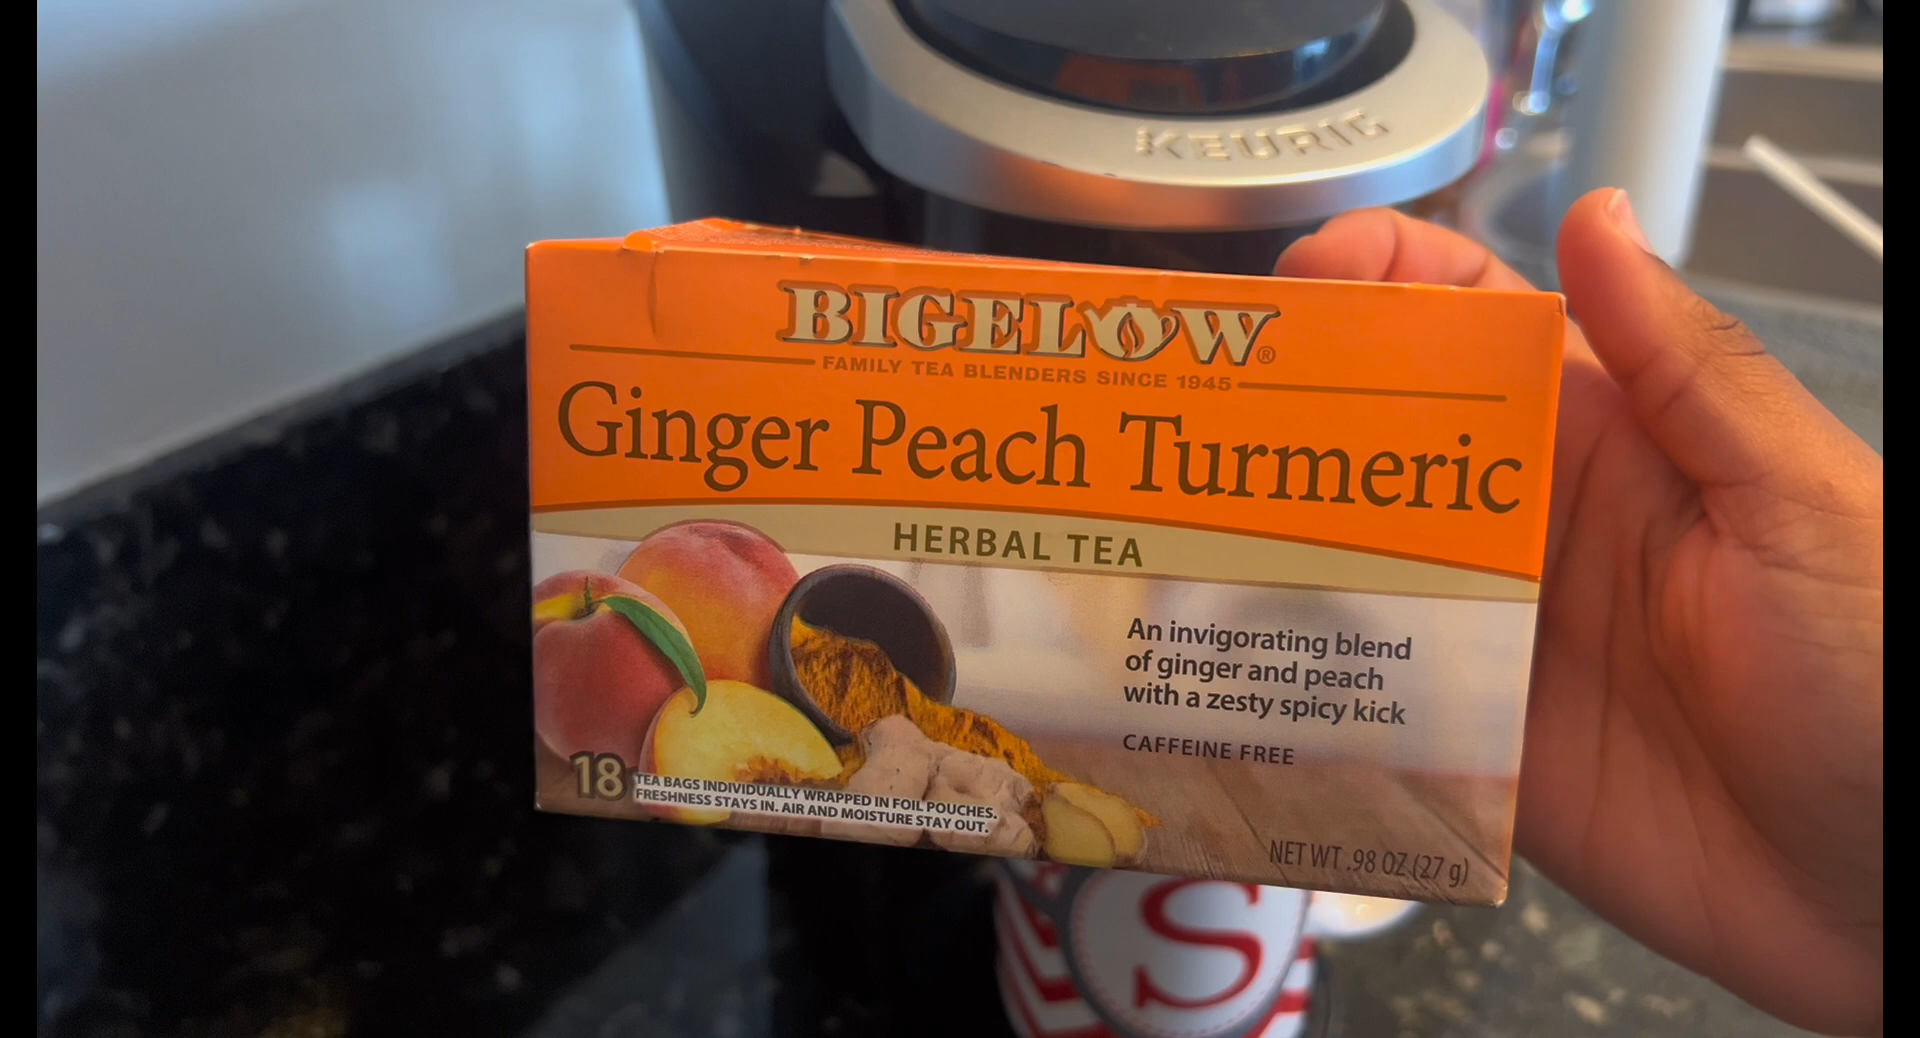 KEURIG
BIGELOW®
FAMILY TEA BLENDERS SINCE 1945
Ginger Peach Turmeric
HERBAL TEA
An invigorating blend
of ginger and peach
with a zesty spicy kick
CAFFEINE FREE
18
TEA BAGS INDIVIDUALLY WRAPPED IN FOIL POUCHES.
FRESHNESS STAYS IN. AIR AND MOISTURE STAY OUT.
NET WT .98 OZ (27 g)
S